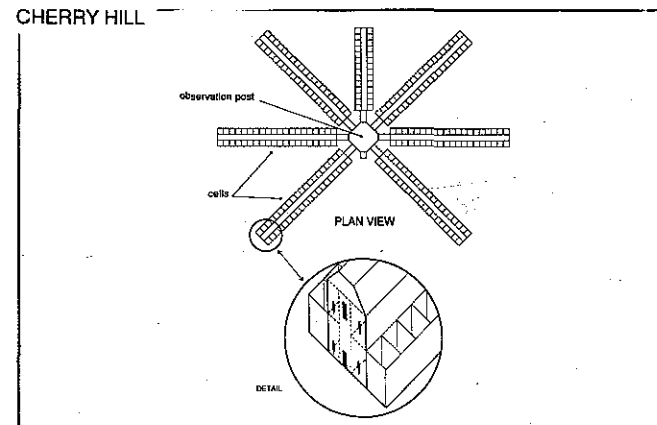 CHERRY HILL
observation post
cells
PLAN VIEW
DETAIL